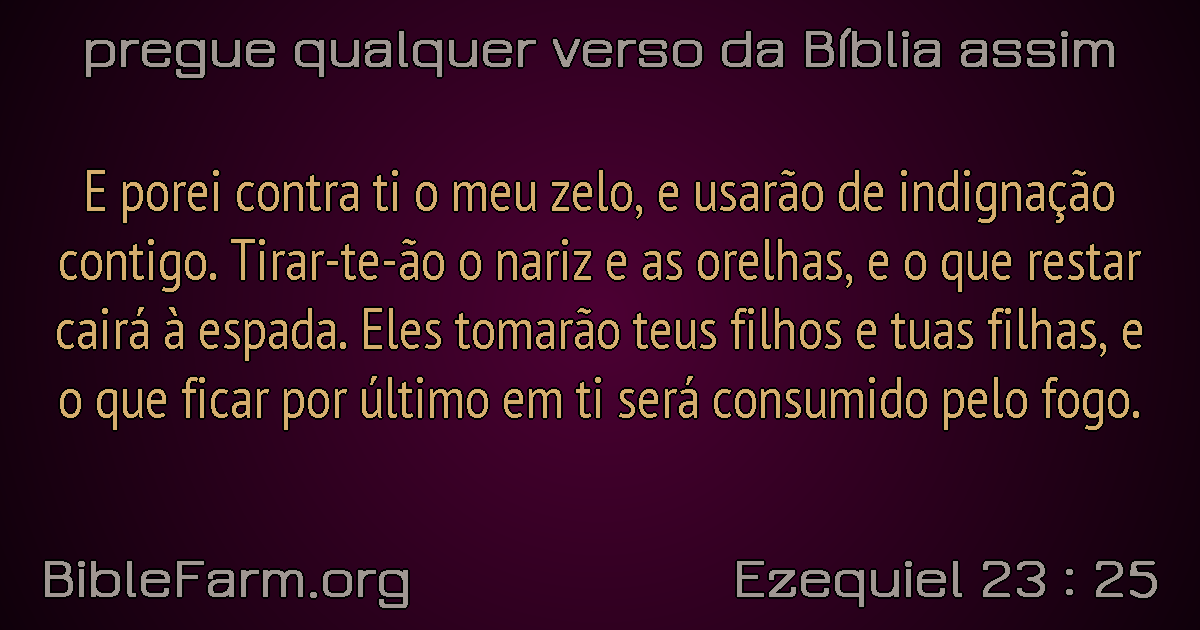 pregue qualquer verso da Bíblia assim
E porei contra ti o meu zelo, e usarão de indignação
contigo. Tirar-te-ão o nariz e as orelhas, e o que restar
cairá à espada. Eles tomarão teus filhos e tuas filhas, e
o que ficar por último em ti será consumido pelo fogo.
BibleFarm.org
Ezequiel 23 : 25